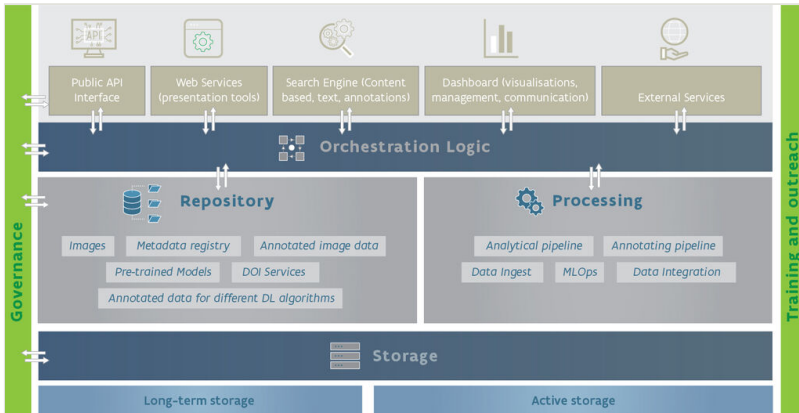 API
Public API
Interface
Web Services
(presentation tools)
Search Engine (Content
based, text, annotations)
Dashboard (visualisations,
management, communication)
External Services
Orchestration Logic
Repository
Images
Metadata registry
Annotated image data
Pre-trained Models
DOI Services
Annotated data for different DL algorithms
Processing
Analytical pipeline
Annotating pipeline
Data Ingest
MLOps
Data Integration
Storage
Long-term storage
Active storage
Governance
Training and outreach